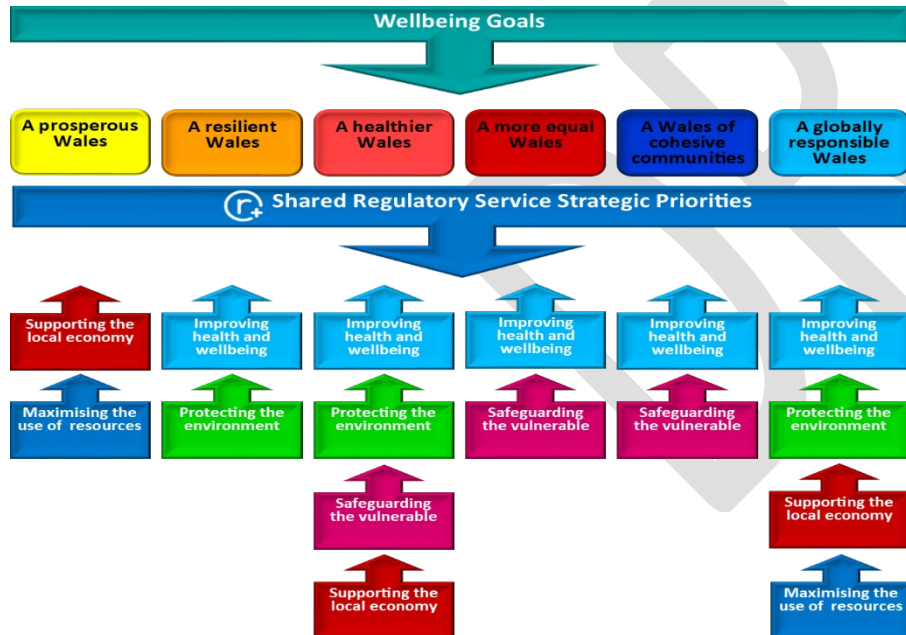 Wellbeing Goals
A prosperous
Wales
A resilient
Wales
A healthier
Wales
A more equal
Wales
A Wales of
cohesive
communities
A globally
responsible
Wales
r+ Shared Regulatory Service Strategic Priorities
Supporting the
local economy
Improving
health and
wellbeing
Improving
health and
wellbeing
Improving
health and
wellbeing
Improving
health and
wellbeing
Improving
health and
wellbeing
Maximising the
use of resources
Protecting the
environment
Protecting the
environment
Safeguarding
the vulnerable
Safeguarding
the vulnerable
Protecting the
environment
Safeguarding
the vulnerable
Supporting the
local economy
Supporting the
local economy
Maximising the
use of resources